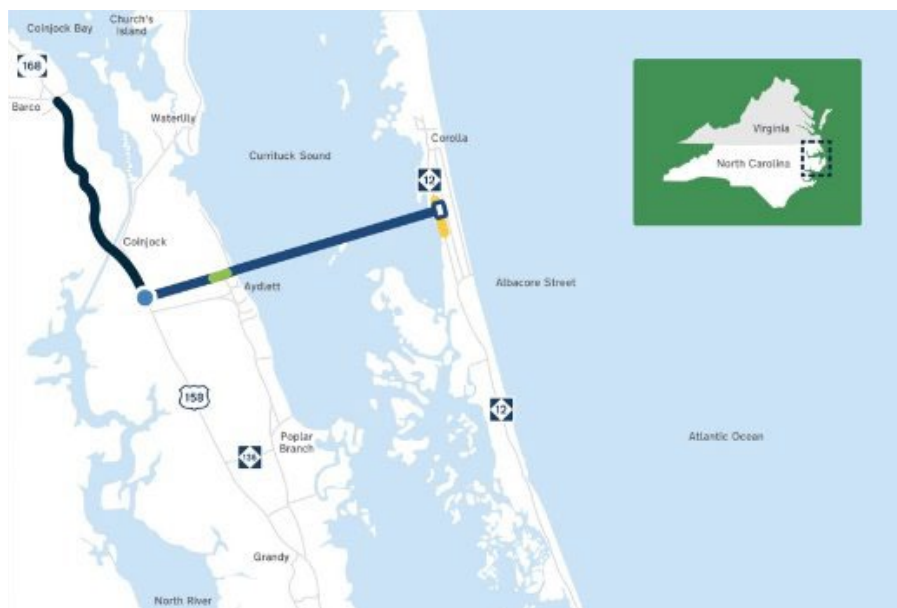 Coinjock Bay
Church's
Island
168
Barco
Waterlily
Currituck Sound
Corolla
12
Virginia
North Carolina
Coinjock
Aydlett
Albacore Street
158
12
136
Poplar
Branch
Atlantic Ocean
Grandy
North River